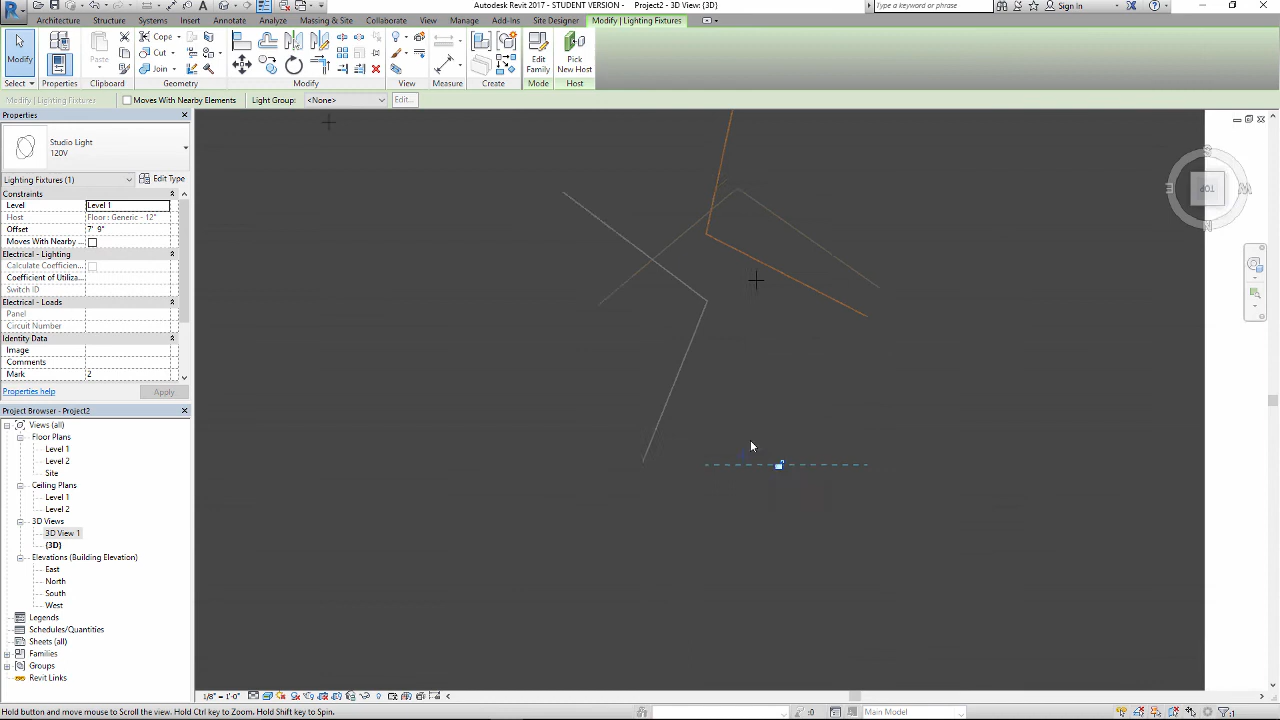 Autodesk Revit 2017 - STUDENT VERSION - Project2 - 3D View: {3D}
Type a keyword or phrase
Sign In
Architecture Structure Systems Insert Annotate Analyze Massing & Site Collaborate View Manage Add-Ins Site Designer Modify | Lighting Fixtures
Modify
Properties
Paste
Cope
Cut
Join
Edit Family
Pick New Host
Select Properties Clipboard Geometry Modify View Measure Create Mode Host
Modify | Lighting Fixtures Moves With Nearby Elements Light Group: <None> Edit...
Properties
Studio Light
120V
Lighting Fixtures (1) Edit Type
Constraints
Level Level 1
Host Floor : Generic - 12"
Offset 7' 9"
Moves With Nearby ...
Electrical - Lighting
Calculate Coefficien...
Coefficient of Utiliza...
Switch ID
Electrical - Loads
Panel
Circuit Number
Identity Data
Image
Comments
Mark 2
Properties help Apply
Project Browser - Project2
Views (all)
Floor Plans
Level 1
Level 2
Site
Ceiling Plans
Level 1
Level 2
3D Views
3D View 1
{3D}
Elevations (Building Elevation)
East
North
South
West
Legends
Schedules/Quantities
Sheets (all)
Families
Groups
Revit Links
S
E TOP W
N
1/8" = 1'-0"
Hold button and move mouse to Scroll the view. Hold Ctrl key to Zoom. Hold Shift key to Spin.
:0 Main Model :1